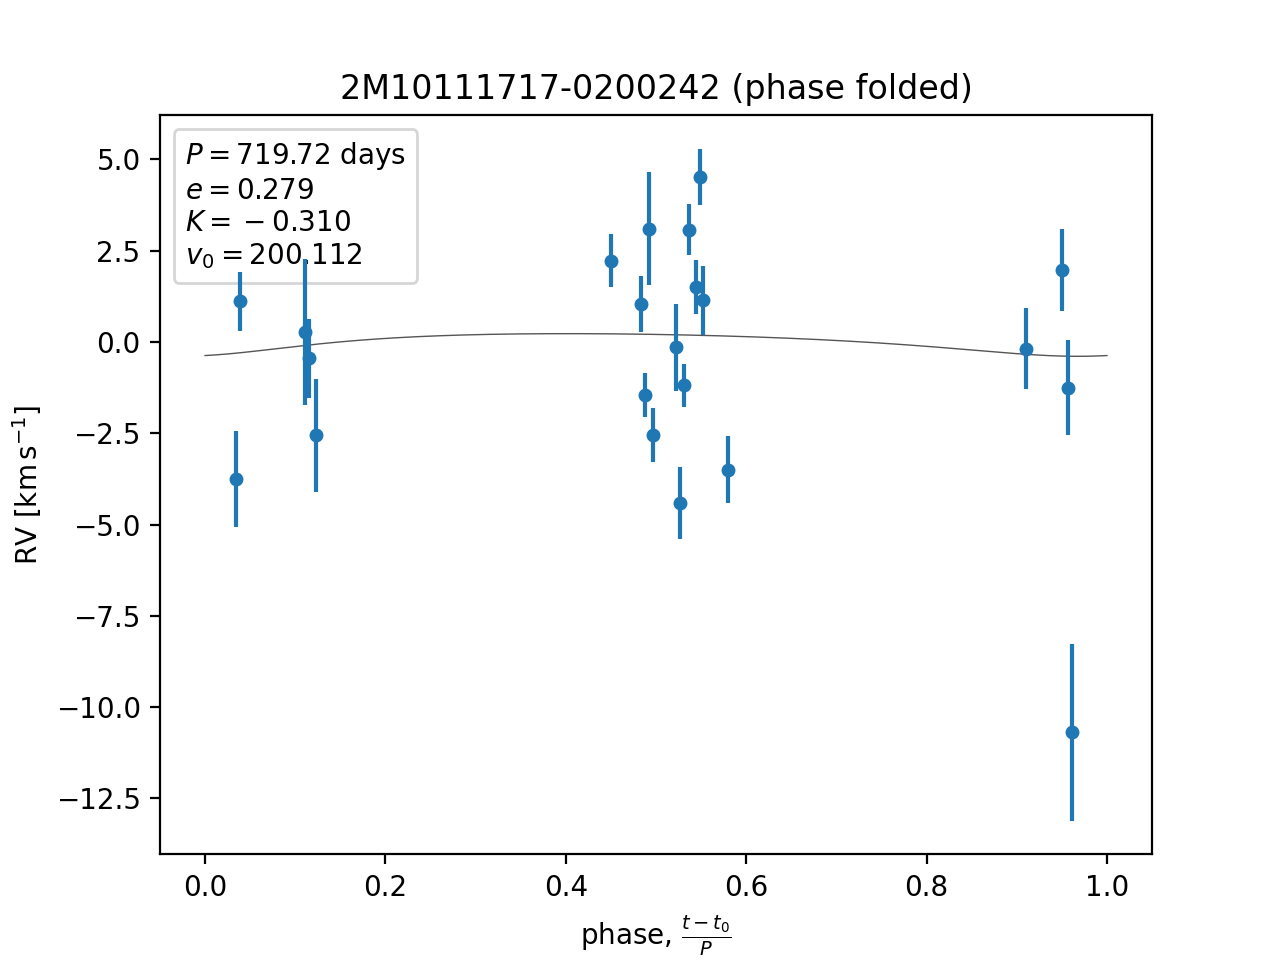 2M10111717-0200242 (phase folded)
P = 719.72 days
e = 0.279
K = −0.310
v₀ = 200.112
5.0
2.5
0.0
−2.5
−5.0
−7.5
−10.0
−12.5
RV [km s⁻¹]
0.0 0.2 0.4 0.6 0.8 1.0
phase, (t − t₀)/P